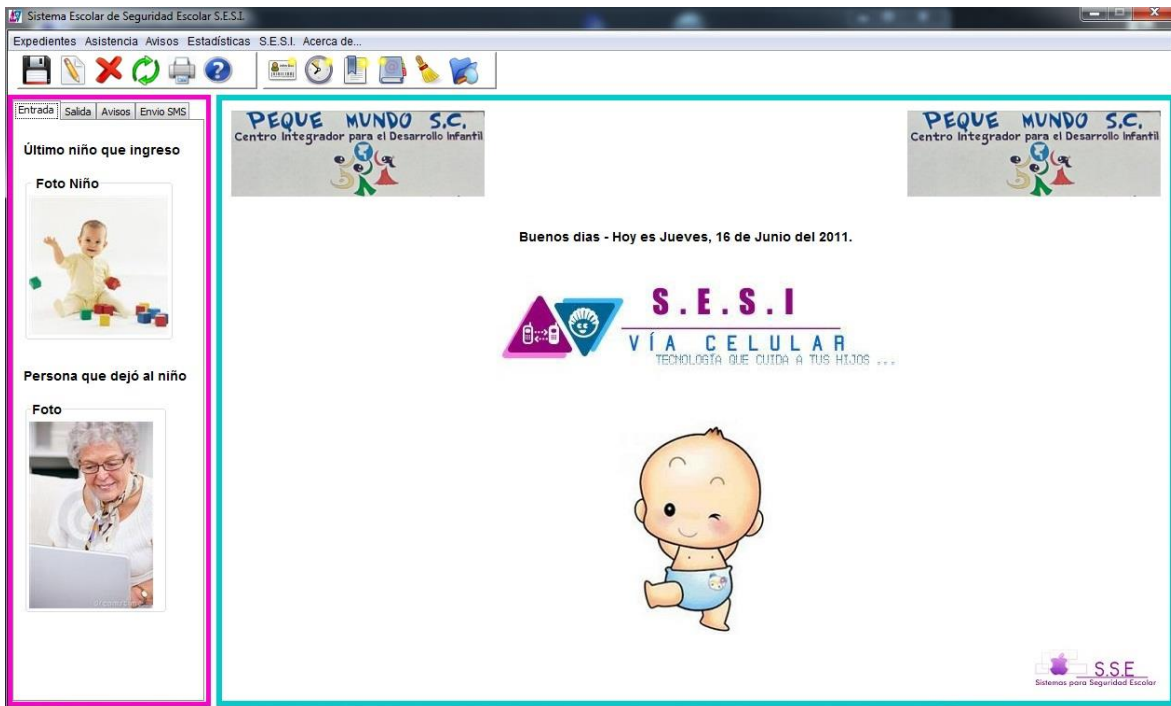 Sistema Escolar de Seguridad Escolar S.E.S.I.
Expedientes Asistencia Avisos Estadísticas S.E.S.I. Acerca de...
Entrada Salida Avisos Envio SMS
Último niño que ingreso
Foto Niño
Persona que dejó al niño
Foto
PEQUE MUNDO S.C.
Centro Integrador para el Desarrollo Infantil
PEQUE MUNDO S.C.
Centro Integrador para el Desarrollo Infantil
Buenos dias - Hoy es Jueves, 16 de Junio del 2011.
S.E.S.I
VÍA CELULAR
TECNOLOGÍA QUE CUIDA A TUS HIJOS ...
S.S.E
Sistemas para Seguridad Escolar